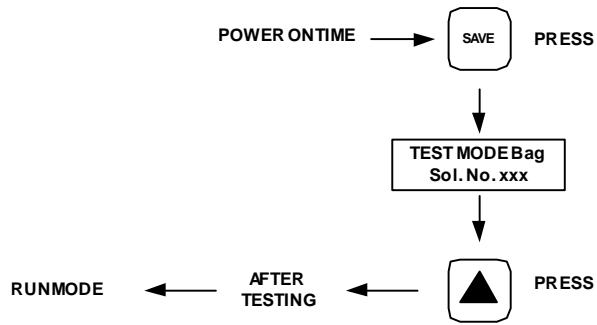 POWER ONTIME
SAVE
PRESS
TEST MODE Bag
Sol. No. xxx
PRESS
AFTER
TESTING
RUNMODE